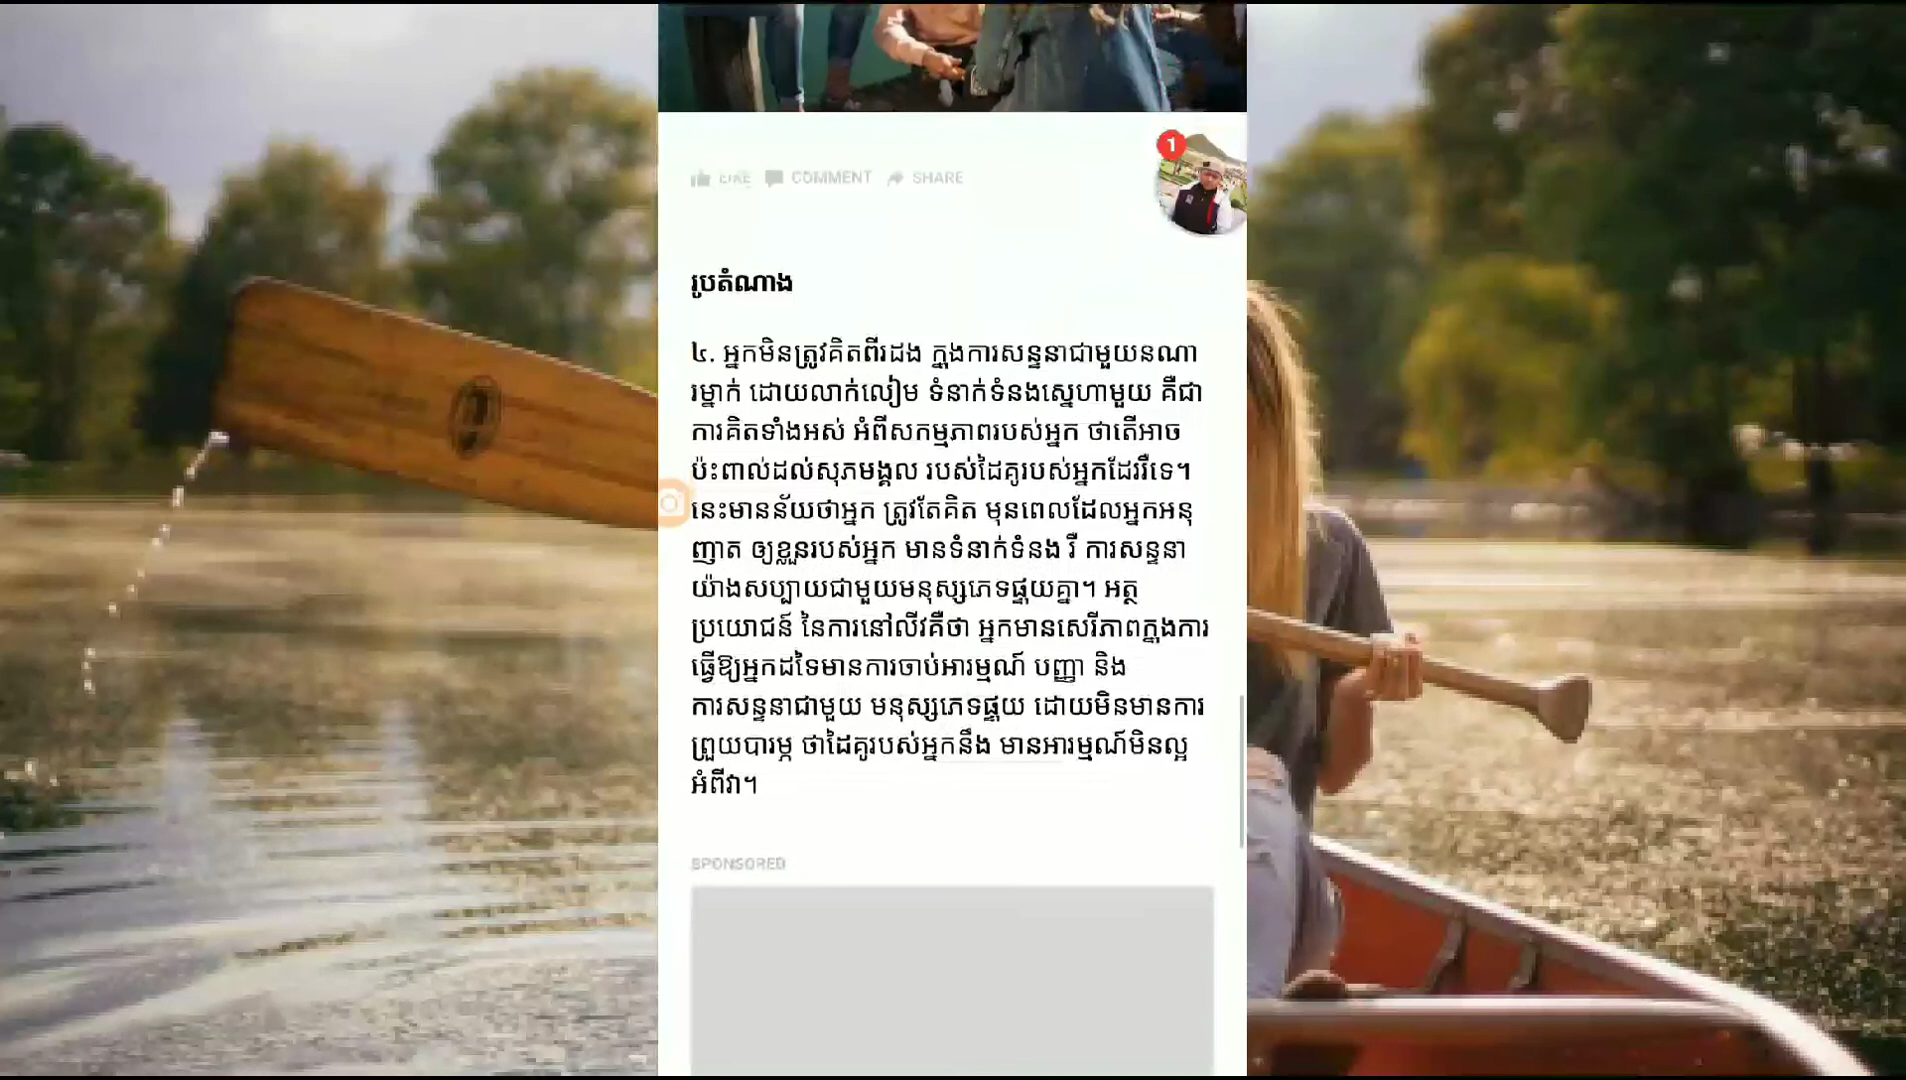 1
LIKE COMMENT SHARE
រូបតំណាង
៤. អ្នកមិនត្រូវគិតពីរដង ក្នុងការសន្ទនាជាមួយនណា
រម្នាក់ ដោយលាក់លៀម ទំនាក់ទំនងស្នេហាមួយ គឺជា
ការគិតទាំងអស់ អំពីសកម្មភាពរបស់អ្នក ថាតើអាច
ប៉ះពាល់ដល់សុភមង្គល របស់ដៃគូរបស់អ្នកដែររឺទេ។
នេះមានន័យថាអ្នក ត្រូវតែគិត មុនពេលដែលអ្នកអនុ
ញាត ឲ្យខ្លួនរបស់អ្នក មានទំនាក់ទំនង រឺ ការសន្ទនា
យ៉ាងសប្បាយជាមួយមនុស្សភេទផ្ទុយគ្នា។ អត្ថ
ប្រយោជន៍ នៃការនៅលីវគឺថា អ្នកមានសេរីភាពក្នុងការ
ធ្វើឱ្យអ្នកដទៃមានការចាប់អារម្មណ៍ បញ្ញា និង
ការសន្ទនាជាមួយ មនុស្សភេទផ្ទុយ ដោយមិនមានការ
ព្រួយបារម្ភ ថាដៃគូរបស់អ្នកនឹង មានអារម្មណ៍មិនល្អ
អំពីវា។
SPONSORED